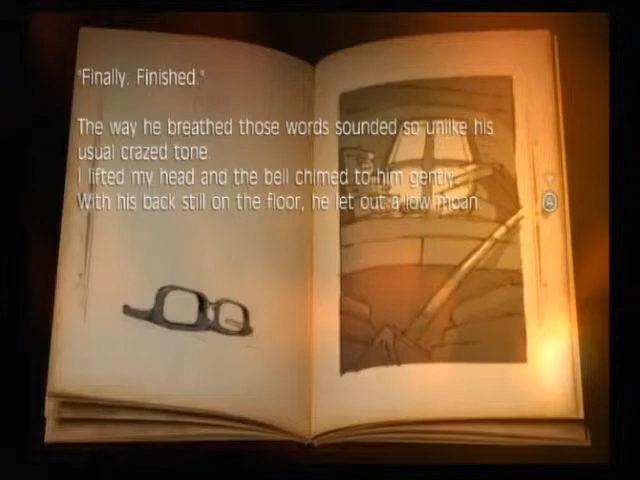 "Finally. Finished."
The way he breathed those words sounded so unlike his
usual crazed tone.
I lifted my head and the bell chimed to him gently.
With his back still on the floor, he let out a low moan.
A